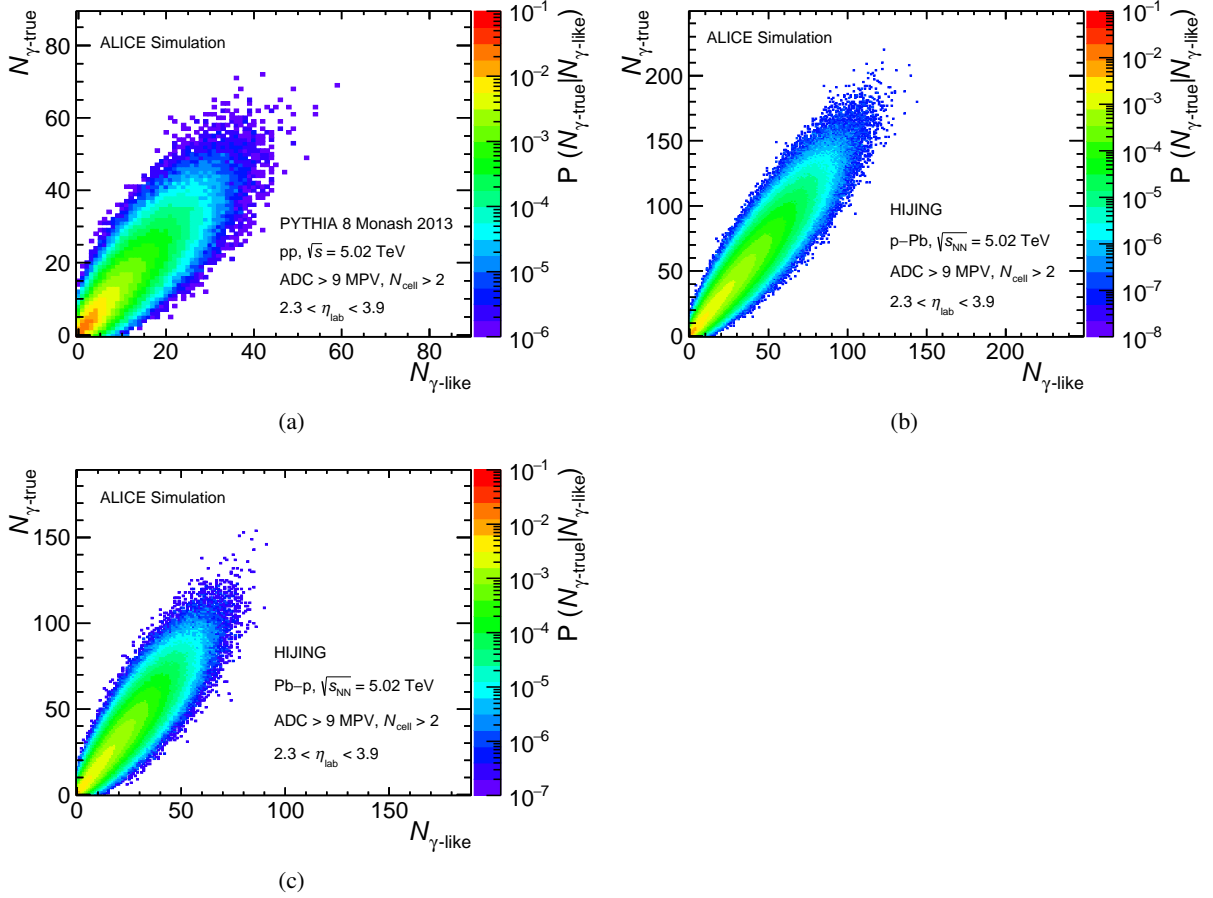 ALICE Simulation
N_γ-true
80
60
40
20
0
0 20 40 60 80
N_γ-like
PYTHIA 8 Monash 2013
pp, √s = 5.02 TeV
ADC > 9 MPV, N_cell > 2
2.3 < η_lab < 3.9
10⁻¹
10⁻²
10⁻³
10⁻⁴
10⁻⁵
10⁻⁶
P (N_γ-true|N_γ-like)
(a)
ALICE Simulation
N_γ-true
200
150
100
50
0
0 50 100 150 200
N_γ-like
HIJING
p–Pb, √s_NN = 5.02 TeV
ADC > 9 MPV, N_cell > 2
2.3 < η_lab < 3.9
10⁻¹
10⁻²
10⁻³
10⁻⁴
10⁻⁵
10⁻⁶
10⁻⁷
10⁻⁸
P (N_γ-true|N_γ-like)
(b)
ALICE Simulation
N_γ-true
150
100
50
0
0 50 100 150
N_γ-like
HIJING
Pb–p, √s_NN = 5.02 TeV
ADC > 9 MPV, N_cell > 2
2.3 < η_lab < 3.9
10⁻¹
10⁻²
10⁻³
10⁻⁴
10⁻⁵
10⁻⁶
10⁻⁷
P (N_γ-true|N_γ-like)
(c)